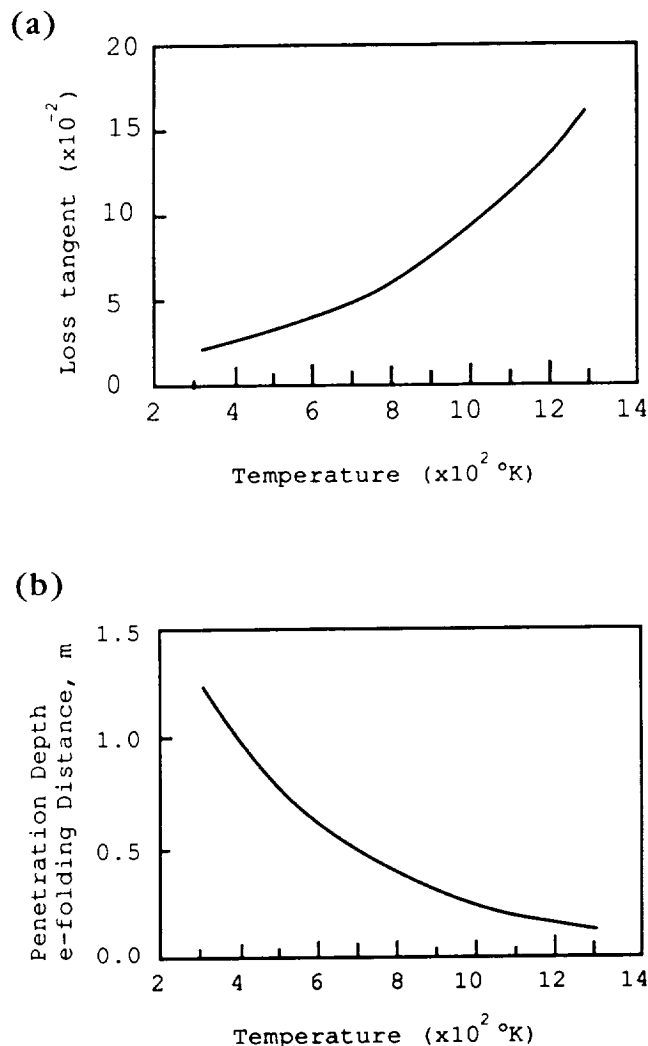 (a)
20
15
10
5
0
Loss tangent (x10⁻²)
2 4 6 8 10 12 14
Temperature (x10² °K)
(b)
1.5
1.0
0.5
0.0
Penetration Depth
e-folding Distance, m
2 4 6 8 10 12 14
Temperature (x10² °K)